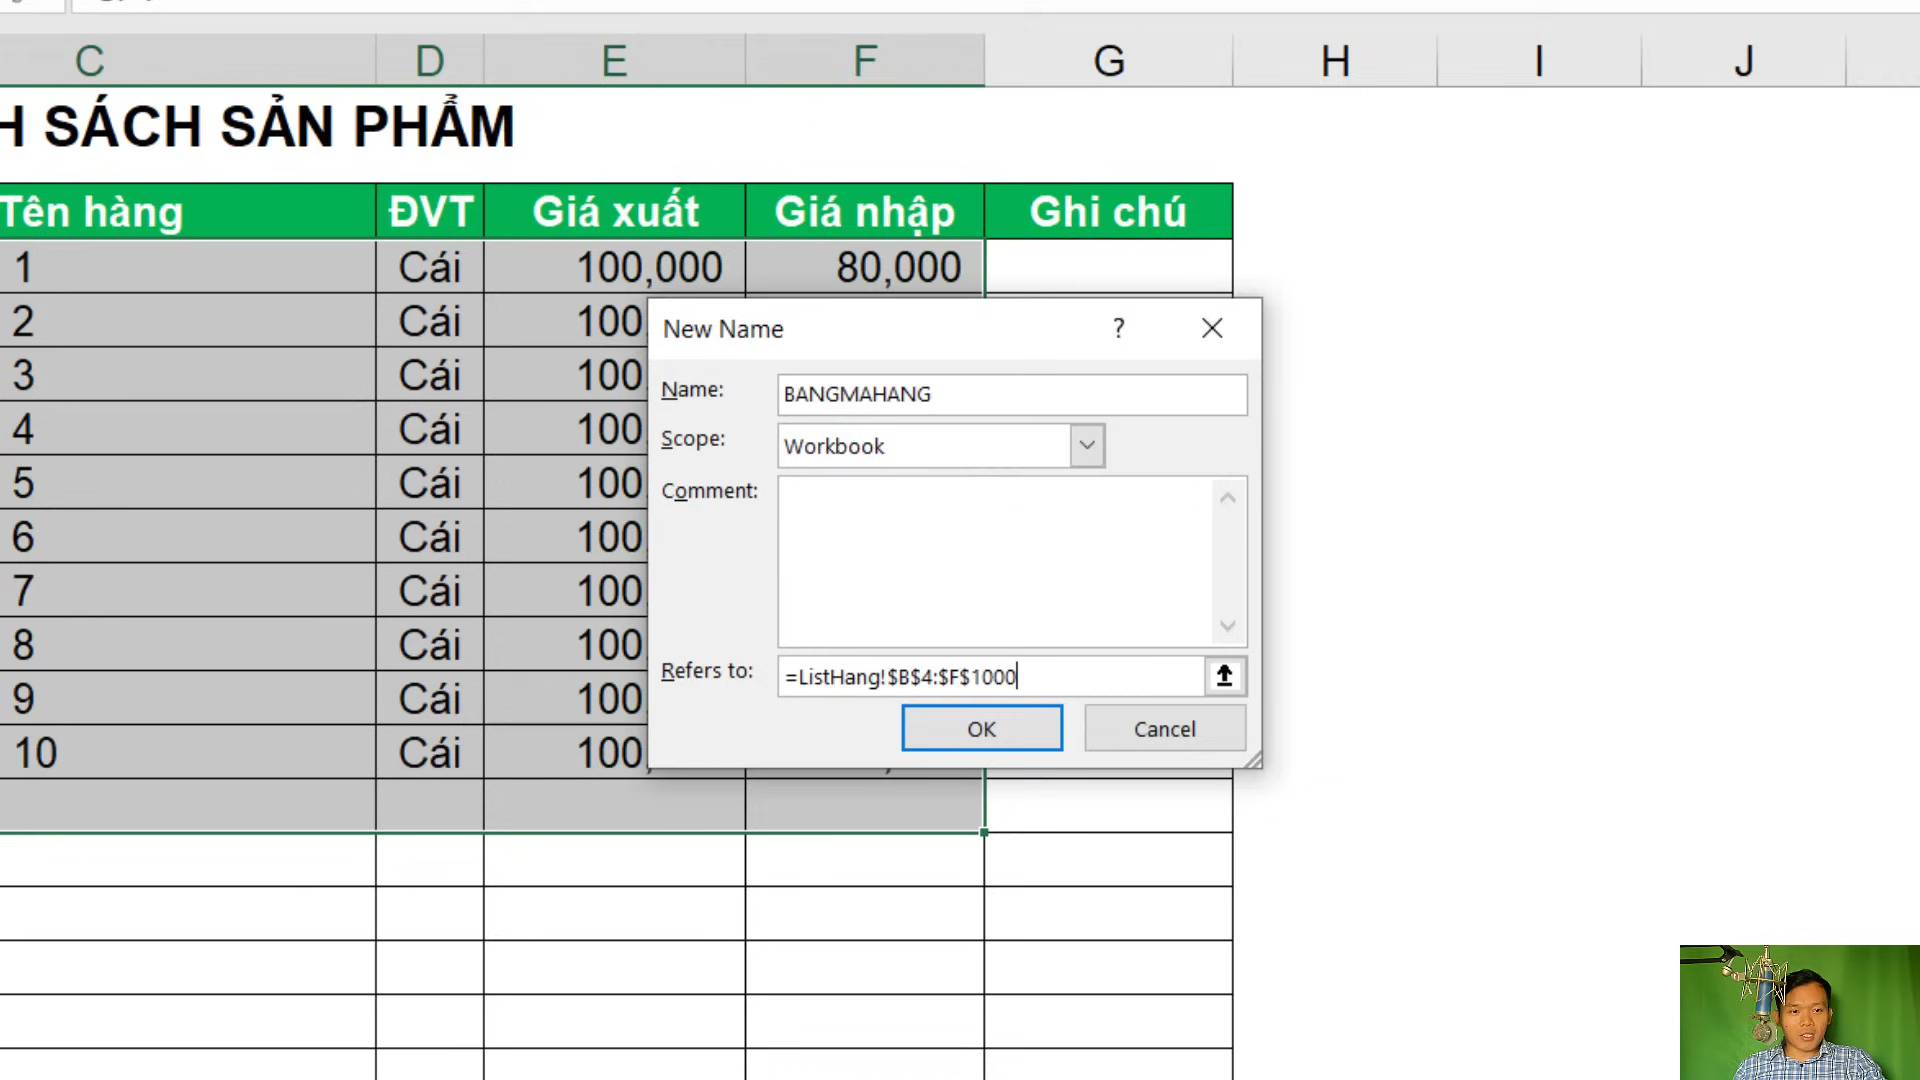 C D E F G H I J
H SÁCH SẢN PHẨM
Tên hàng ĐVT Giá xuất Giá nhập Ghi chú
1 Cái 100,000 80,000
2 Cái 100,
3 Cái 100,
4 Cái 100,
5 Cái 100,
6 Cái 100,
7 Cái 100,
8 Cái 100,
9 Cái 100,
10 Cái 100,
New Name ?
Name: BANGMAHANG
Scope: Workbook
Comment:
Refers to: =ListHang!$B$4:$F$1000
OK Cancel